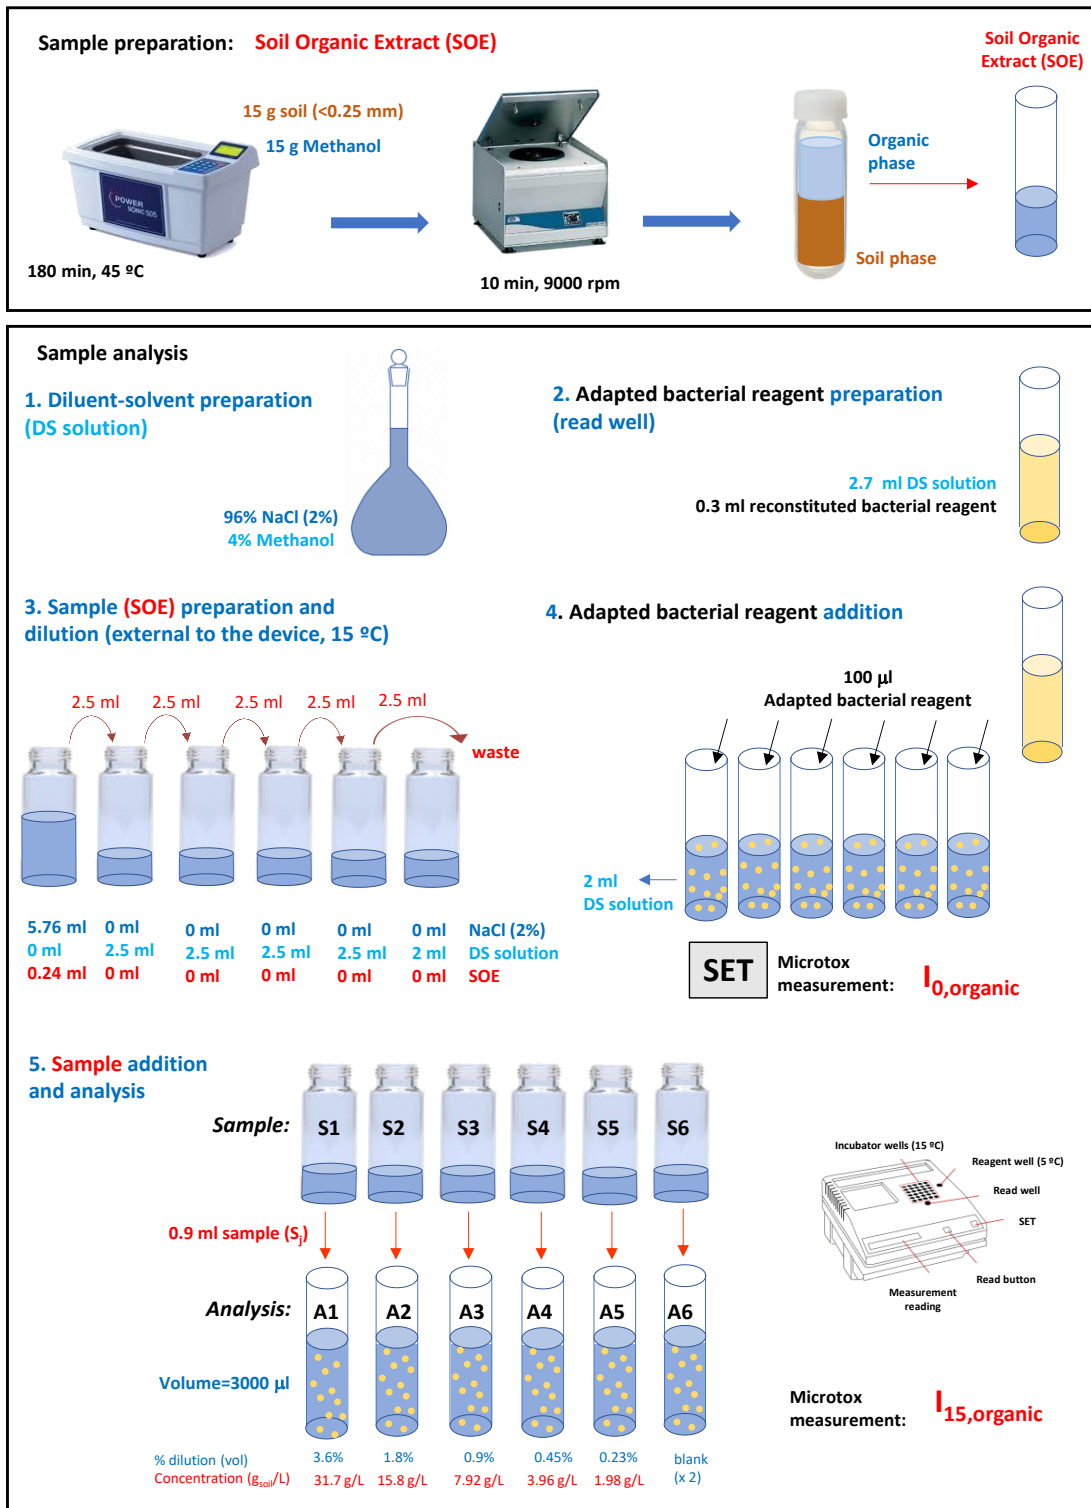 Sample preparation: Soil Organic Extract (SOE)
Soil Organic
Extract (SOE)
15 g soil (<0.25 mm)
15 g Methanol
Organic
phase
POWER
SONIC 505
Soil phase
180 min, 45 ºC
10 min, 9000 rpm
Sample analysis
1. Diluent-solvent preparation
(DS solution)
96% NaCl (2%)
4% Methanol
2. Adapted bacterial reagent preparation
(read well)
2.7 ml DS solution
0.3 ml reconstituted bacterial reagent
3. Sample (SOE) preparation and
dilution (external to the device, 15 ºC)
2.5 ml 2.5 ml 2.5 ml 2.5 ml 2.5 ml
waste
5.76 ml 0 ml 0 ml 0 ml 0 ml 0 ml NaCl (2%)
0 ml 2.5 ml 2.5 ml 2.5 ml 2.5 ml 2 ml DS solution
0.24 ml 0 ml 0 ml 0 ml 0 ml 0 ml SOE
4. Adapted bacterial reagent addition
100 µl
Adapted bacterial reagent
2 ml
DS solution
SET
Microtox
measurement: I0,organic
5. Sample addition
and analysis
Sample: S1 S2 S3 S4 S5 S6
0.9 ml sample (Sj)
Analysis: A1 A2 A3 A4 A5 A6
Volume=3000 µl
% dilution (vol) 3.6% 1.8% 0.9% 0.45% 0.23% blank
(x 2)
Concentration (gsoil/L) 31.7 g/L 15.8 g/L 7.92 g/L 3.96 g/L 1.98 g/L
Incubator wells (15 ºC)
Reagent well (5 ºC)
Read well
SET
Read button
Measurement
reading
Microtox
measurement: I15,organic